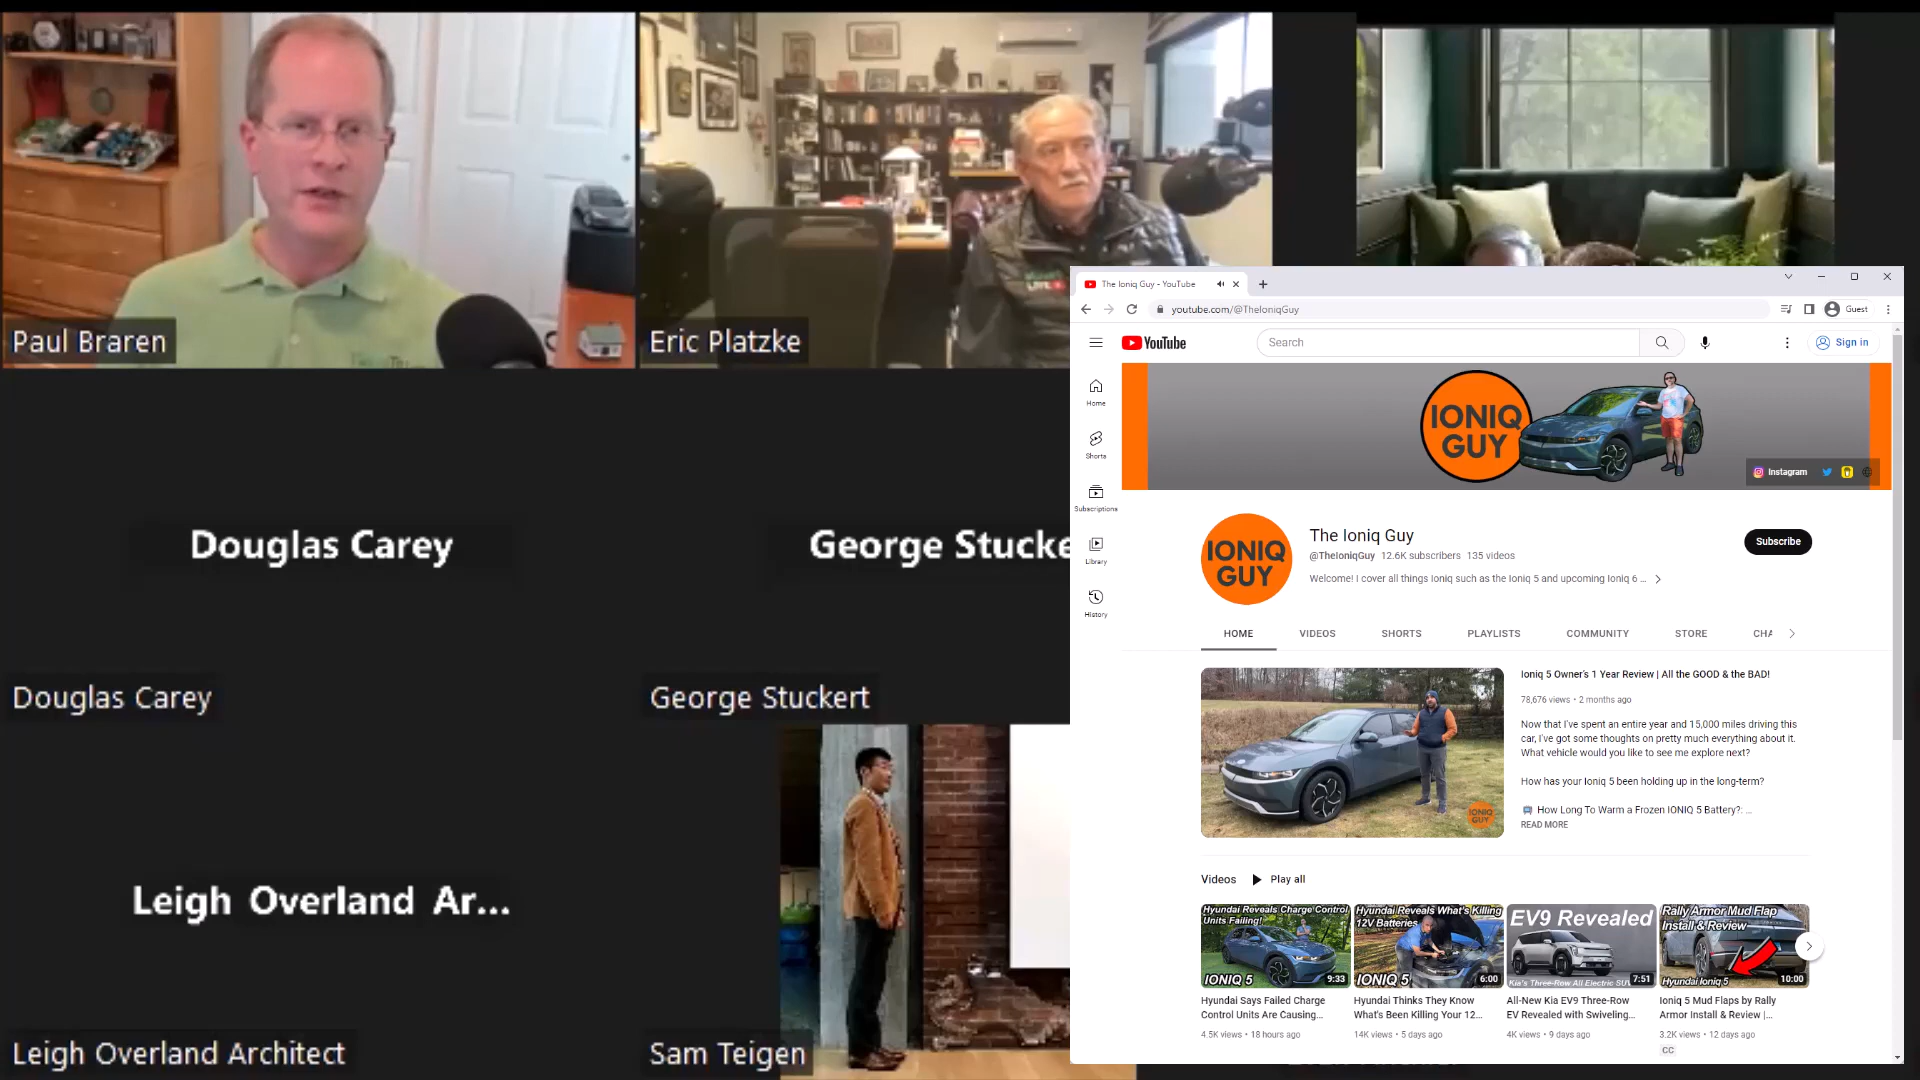 Paul Braren
Eric Platzke
Douglas Carey
Douglas Carey
George Stucke
George Stuckert
Leigh Overland Ar...
Leigh Overland Architect
Sam Teigen
The Ioniq Guy - YouTube
youtube.com/@TheIoniqGuy
Guest
YouTube
Search
Sign in
Home
Shorts
Subscriptions
Library
History
IONIQ
GUY
Instagram
IONIQ
GUY
The Ioniq Guy
@TheIoniqGuy 12.6K subscribers 135 videos
Welcome! I cover all things Ioniq such as the Ioniq 5 and upcoming Ioniq 6 ...
Subscribe
HOME VIDEOS SHORTS PLAYLISTS COMMUNITY STORE CHA
IONIQ
GUY
Ioniq 5 Owner's 1 Year Review | All the GOOD & the BAD!
78,676 views • 2 months ago
Now that I've spent an entire year and 15,000 miles driving this
car, I've got some thoughts on pretty much everything about it.
What vehicle would you like to see me explore next?
How has your Ioniq 5 been holding up in the long-term?
How Long To Warm a Frozen IONIQ 5 Battery?: ...
READ MORE
Videos Play all
Hyundai Reveals Charge Control
Units Failing!
IONIQ 5
9:33
Hyundai Says Failed Charge
Control Units Are Causing...
4.5K views • 18 hours ago
Hyundai Reveals What's Killing
12V Batteries
IONIQ 5
6:00
Hyundai Thinks They Know
What's Been Killing Your 12...
14K views • 5 days ago
EV9 Revealed
Kia's Three-Row All Electric SUV
7:51
All-New Kia EV9 Three-Row
EV Revealed with Swiveling...
4K views • 9 days ago
Rally Armor Mud Flap
Install & Review
Hyundai Ioniq 5
10:00
Ioniq 5 Mud Flaps by Rally
Armor Install & Review |...
3.2K views • 12 days ago
CC